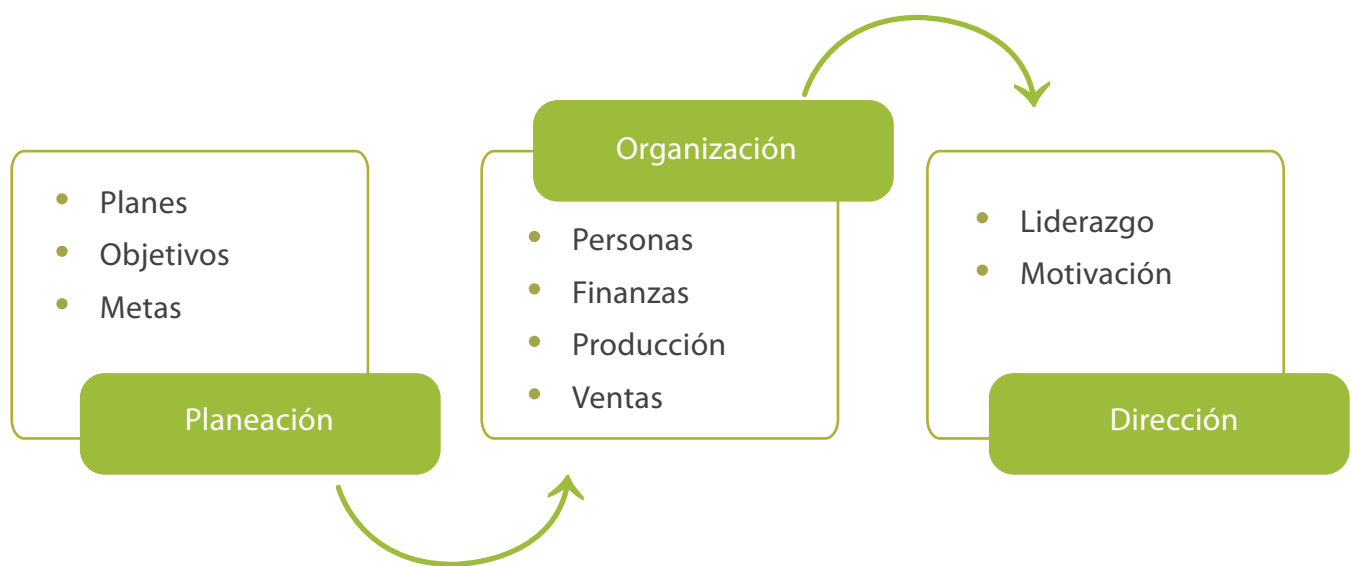 Planes
Objetivos
Metas
Planeación
Organización
Personas
Finanzas
Producción
Ventas
Liderazgo
Motivación
Dirección